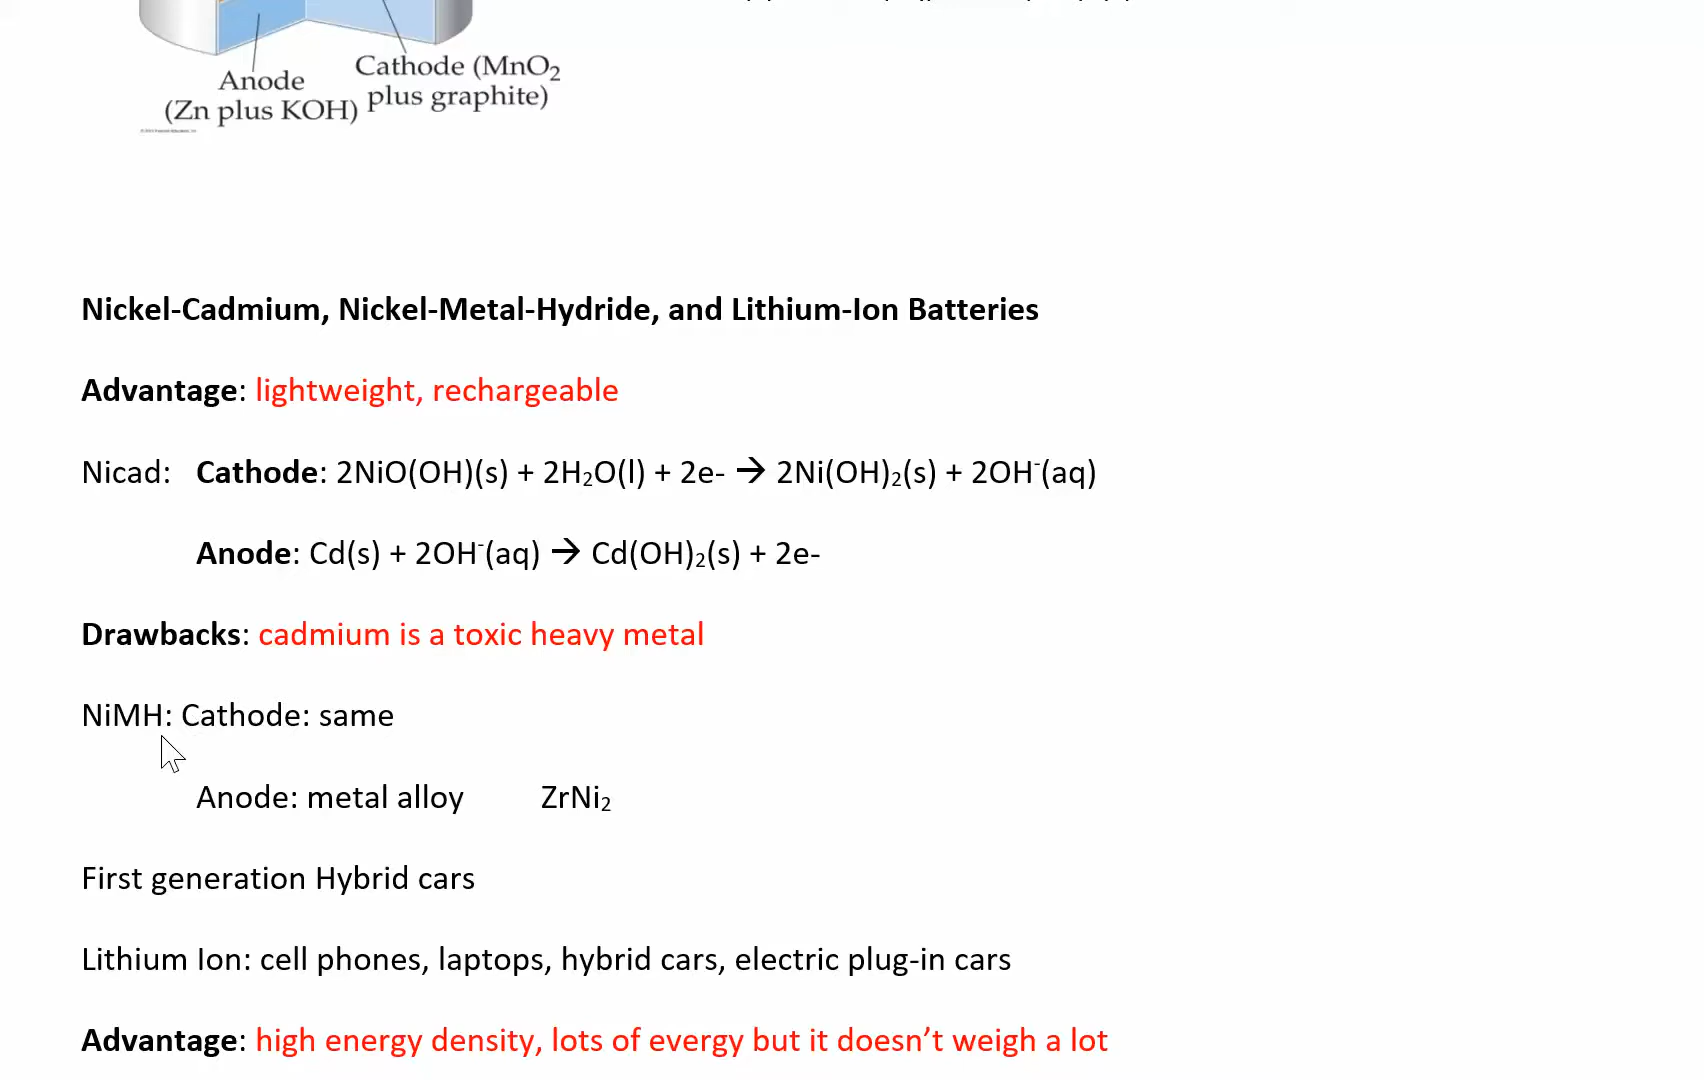 Anode
(Zn plus KOH)
Cathode (MnO₂
plus graphite)
Nickel-Cadmium, Nickel-Metal-Hydride, and Lithium-Ion Batteries
Advantage: lightweight, rechargeable
Nicad: Cathode: 2NiO(OH)(s) + 2H₂O(l) + 2e- → 2Ni(OH)₂(s) + 2OH⁻(aq)
Anode: Cd(s) + 2OH⁻(aq) → Cd(OH)₂(s) + 2e-
Drawbacks: cadmium is a toxic heavy metal
NiMH: Cathode: same
Anode: metal alloy ZrNi₂
First generation Hybrid cars
Lithium Ion: cell phones, laptops, hybrid cars, electric plug-in cars
Advantage: high energy density, lots of evergy but it doesn’t weigh a lot